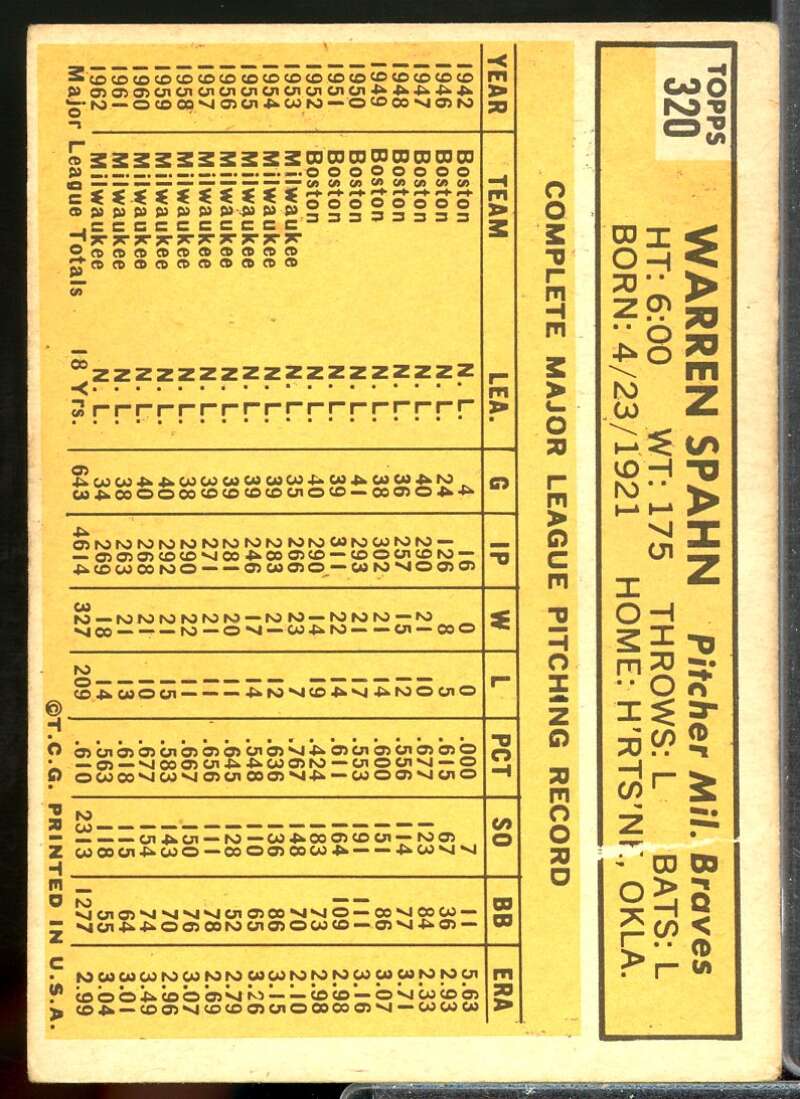 TOPPS
320
WARREN SPAHN Pitcher Mil. Braves
HT: 6:00 WT: 175 THROWS: L BATS: L
BORN: 4/23/1921 HOME: H'RTS'NE, OKLA.
COMPLETE MAJOR LEAGUE PITCHING RECORD
YEAR TEAM LEA. G IP W L PCT SO BB ERA
1942 Boston N. L. 4 16 0 0 .000 7 11 5.63
1946 Boston N. L. 24 126 8 5 .615 67 36 2.93
1947 Boston N. L. 40 290 21 10 .677 123 84 2.33
1948 Boston N. L. 36 257 15 12 .556 114 77 3.71
1949 Boston N. L. 38 302 21 14 .600 151 86 3.07
1950 Boston N. L. 41 293 21 17 .553 191 111 3.16
1951 Boston N. L. 39 311 22 14 .611 164 109 2.98
1952 Boston N. L. 40 290 14 19 .424 183 73 2.98
1953 Milwaukee N. L. 35 266 23 7 .767 148 70 2.10
1954 Milwaukee N. L. 39 283 21 12 .636 136 86 3.15
1955 Milwaukee N. L. 39 246 17 14 .548 110 65 3.26
1956 Milwaukee N. L. 39 281 20 11 .645 128 52 2.79
1957 Milwaukee N. L. 39 271 21 11 .656 111 78 2.69
1958 Milwaukee N. L. 38 290 22 11 .667 150 76 3.07
1959 Milwaukee N. L. 40 292 21 15 .583 143 70 2.96
1960 Milwaukee N. L. 40 268 21 10 .677 154 74 3.49
1961 Milwaukee N. L. 38 263 21 13 .618 115 64 3.01
1962 Milwaukee N. L. 34 269 18 14 .563 118 55 3.04
Major League Totals 18 Yrs. 643 4614 327 209 .610 2313 1277 2.99
©T.C.G. PRINTED IN U.S.A.